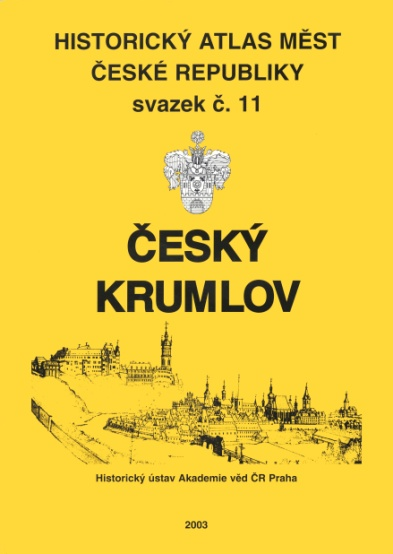 HISTORICKÝ ATLAS MĚST
ČESKÉ REPUBLIKY
svazek č. 11
ČESKÝ
KRUMLOV
Historický ústav Akademie věd ČR Praha
2003